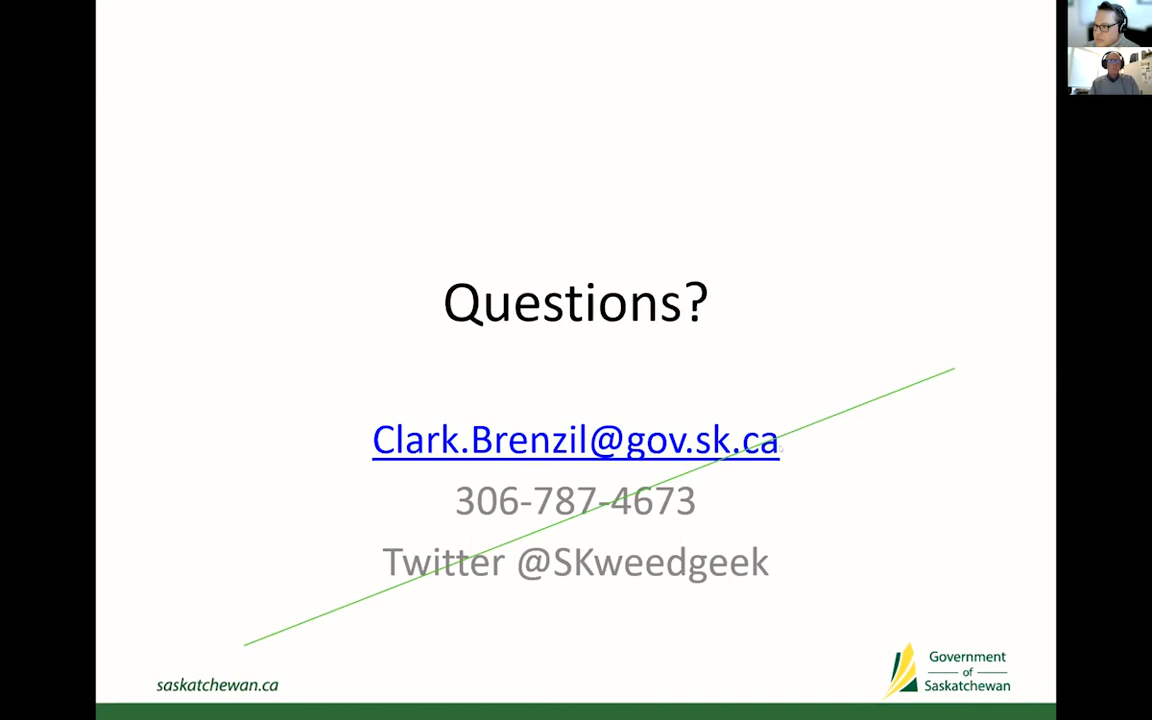 Questions?
Clark.Brenzil@gov.sk.ca
306-787-4673
Twitter @SKweedgeek
saskatchewan.ca
Government
of
Saskatchewan